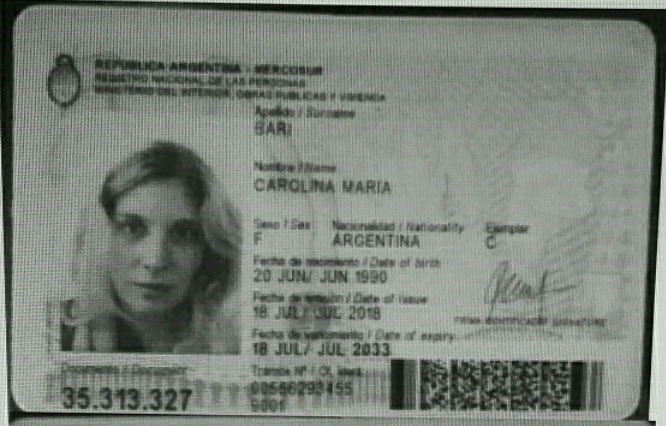 REPUBLICA ARGENTINA - MERCOSUR
REGISTRO NACIONAL DE LAS PERSONAS
MINISTERIO DEL INTERIOR, OBRAS PUBLICAS Y VIVIENDA
Apellido / Surname
BARI
Nombre / Name
CAROLINA MARIA
Sexo / Sex Nacionalidad / Nationality Ejemplar
F ARGENTINA C
Fecha de nacimiento / Date of birth
20 JUN/ JUN 1990
Fecha de emisión / Date of issue
18 JUL/ JUL 2018
Fecha de vencimiento / Date of expiry
18 JUL/ JUL 2033
FIRMA IDENTIFICADO / SIGNATURE
Documento / Document Trámite Nº / Of. Ident.
35.313.327